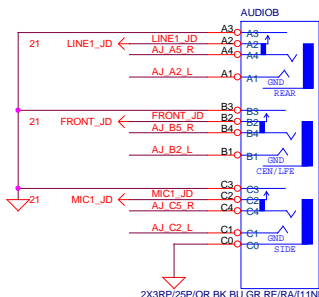 AUDIOB
A3 A3
21 LINE1_JD LINE1_JD A2 A2
AJ_A5_R A4 A4
AJ_A2_L A1 A1
GND
REAR
B3 B3
21 FRONT_JD FRONT_JD B2 B2
AJ_B5_R B4 B4
AJ_B2_L B1 B1
GND
CEN/LFE
C3 C3
21 MIC1_JD MIC1_JD C2 C2
AJ_C5_R C4 C4
AJ_C2_L C1 C1
GND
C0 C0
SIDE